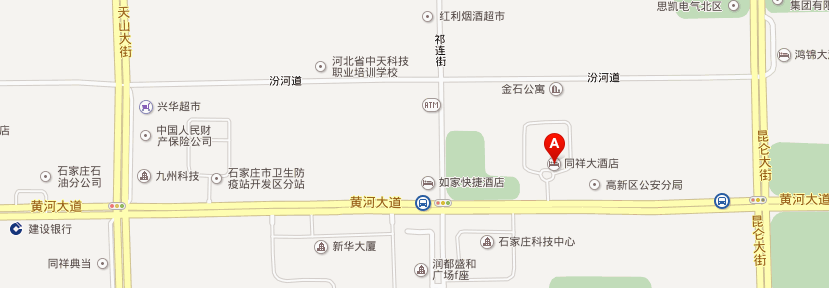 思凯电气北区
集团有限
天山大街
红利烟酒超市
祁连街
鸿锦大酒
河北省中天科技
职业培训学校
汾河道
汾河道
金石公寓
兴华超市
ATM
店
中国人民财
产保险公司
昆仑大街
A
同祥大酒店
石家庄石
油分公司
九州科技
石家庄市卫生防
疫站开发区分站
如家快捷酒店
高新区公安分局
黄河大道
黄河大道
黄河大道
建设银行
新华大厦
石家庄科技中心
昆仑大街
同祥典当
润都盛和
广场f座